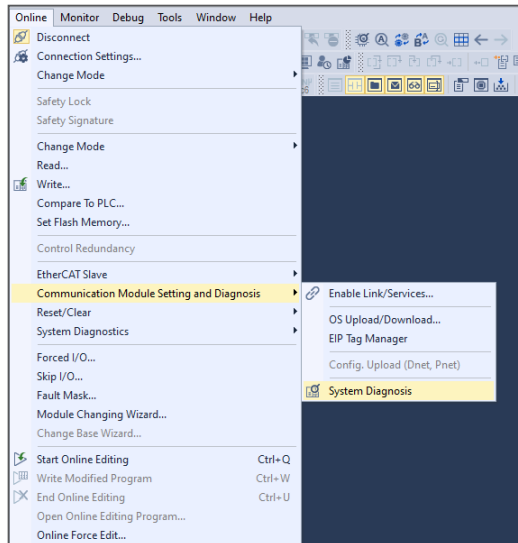 Online Monitor Debug Tools Window Help
Disconnect
Connection Settings...
Change Mode
Safety Lock
Safety Signature
Change Mode
Read...
Write...
Compare To PLC...
Set Flash Memory...
Control Redundancy
EtherCAT Slave
Communication Module Setting and Diagnosis
Reset/Clear
System Diagnostics
Forced I/O...
Skip I/O...
Fault Mask...
Module Changing Wizard...
Change Base Wizard...
Start Online Editing Ctrl+Q
Write Modified Program Ctrl+W
End Online Editing Ctrl+U
Open Online Editing Program...
Online Force Edit...
Enable Link/Services...
OS Upload/Download...
EIP Tag Manager
Config. Upload (Dnet, Pnet)
System Diagnosis